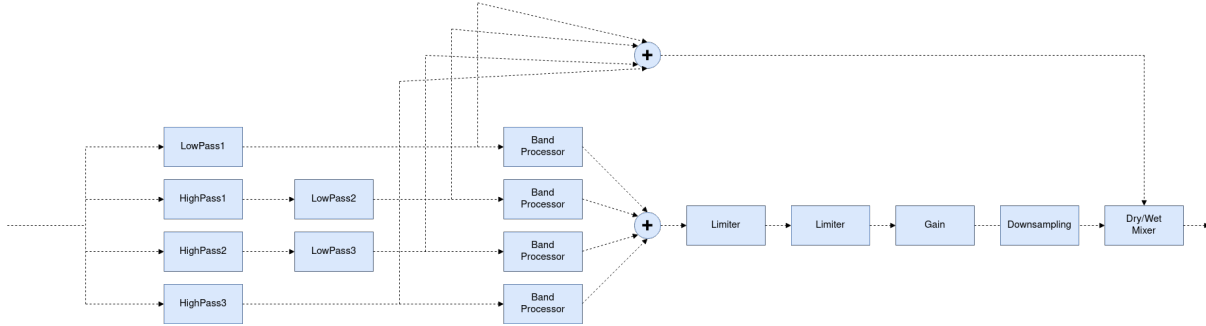 +
LowPass1
Band
Processor
HighPass1
LowPass2
Band
Processor
+
Limiter
Limiter
Gain
Downsampling
Dry/Wet
Mixer
HighPass2
LowPass3
Band
Processor
HighPass3
Band
Processor